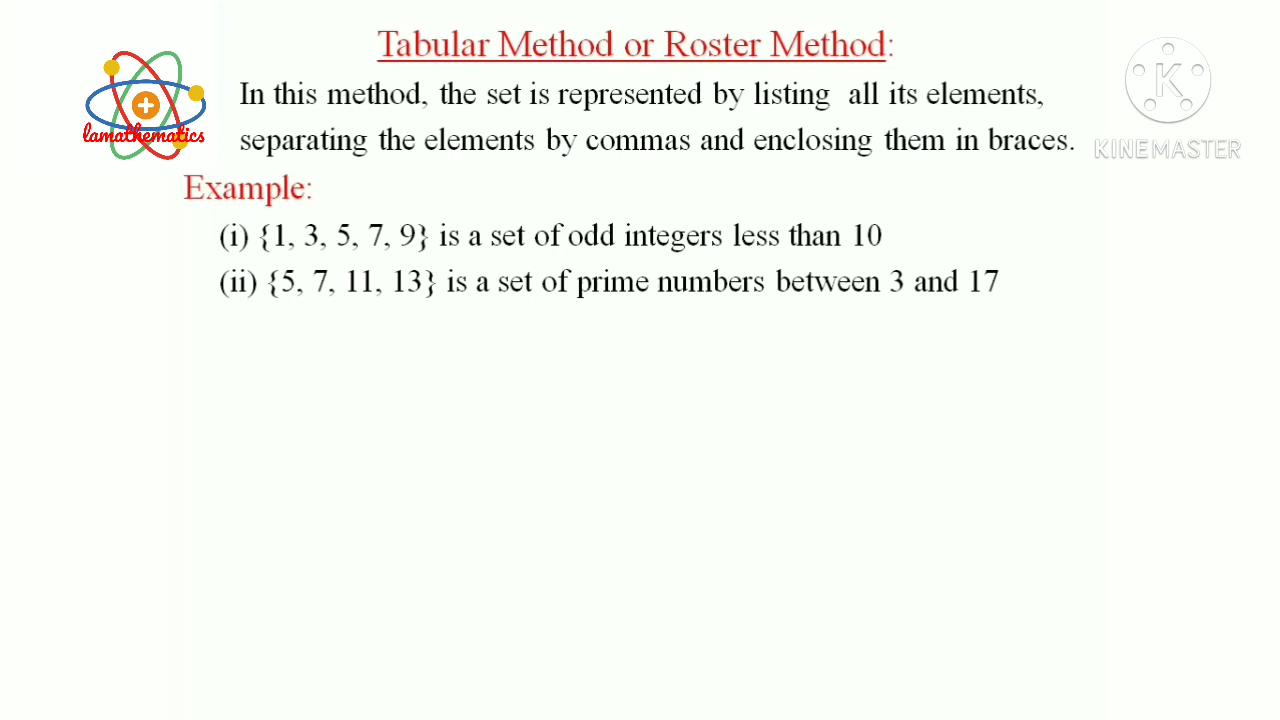 Tabular Method or Roster Method:
In this method, the set is represented by listing all its elements,
separating the elements by commas and enclosing them in braces.
lamathematics
K
KINEMASTER
Example:
(i) {1, 3, 5, 7, 9} is a set of odd integers less than 10
(ii) {5, 7, 11, 13} is a set of prime numbers between 3 and 17